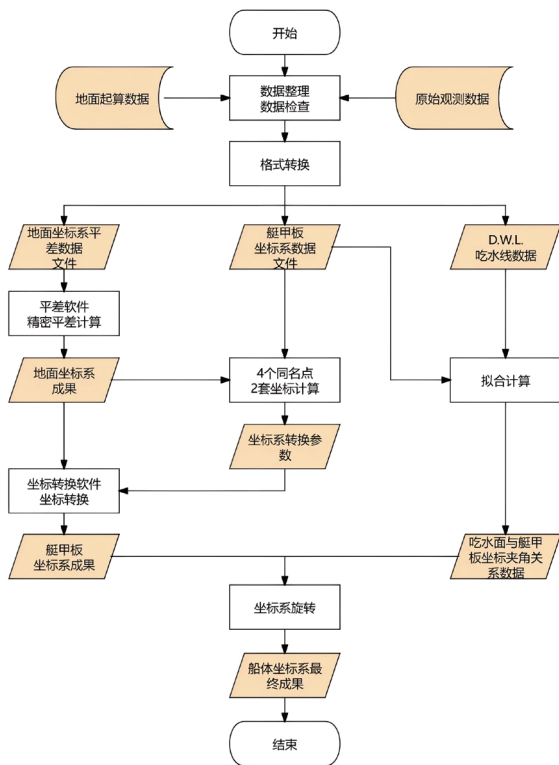 开始
地面起算数据
数据整理
数据检查
原始观测数据
格式转换
地面坐标系平
差数据
文件
艇甲板
坐标系数据
文件
D.W.L.
吃水线数据
平差软件
精密平差计算
地面坐标系
成果
4个同名点
2套坐标计算
拟合计算
坐标系转换参
数
坐标转换软件
坐标转换
艇甲板
坐标系成果
吃水面与艇甲
板坐标夹角关
系数据
坐标系旋转
船体坐标系最
终成果
结束